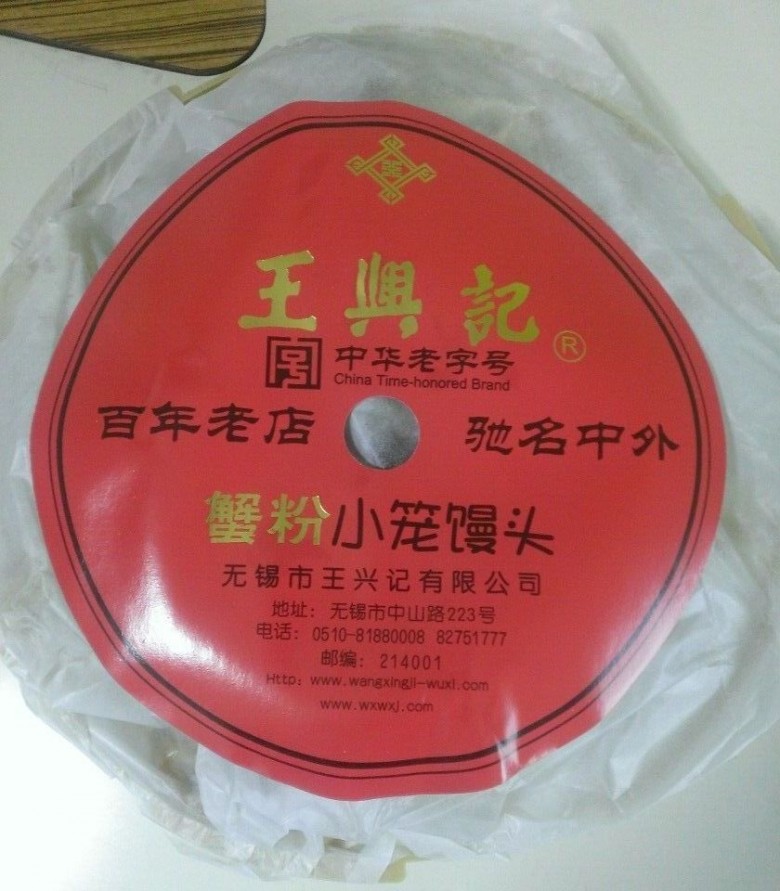 王興記®
中华老字号
China Time-honored Brand
百年老店 驰名中外
蟹粉小笼馒头
无锡市王兴记有限公司
地址：无锡市中山路223号
电话：0510-81880008 82751777
邮编：214001
Http：www.wangxingji-wuxi.com
www.wxwxj.com